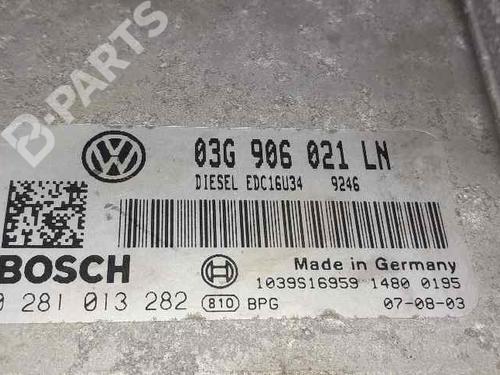 B-PARTS
03G 906 021 LN
DIESEL EDC16U34 9246
BOSCH
Made in Germany
1039S16959 1480 0195
0 281 013 282 810 BPG 07-08-03